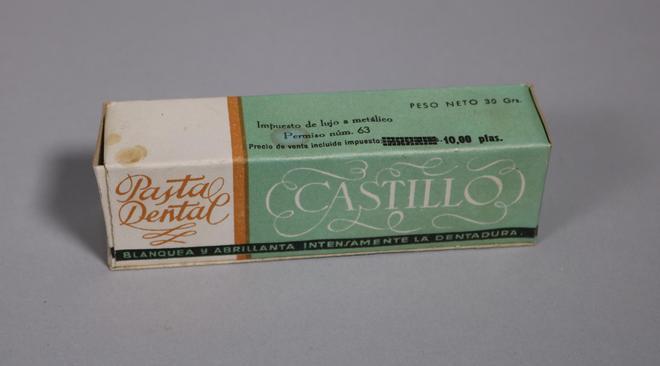 PESO NETO 30 Grs.
Impuesto de lujo a metálico
Permiso núm. 63
Precio de venta incluido impuesto: 10,00 ptas.
Pasta
Dental
CASTILLO
BLANQUEA Y ABRILLANTA INTENSAMENTE LA DENTADURA.